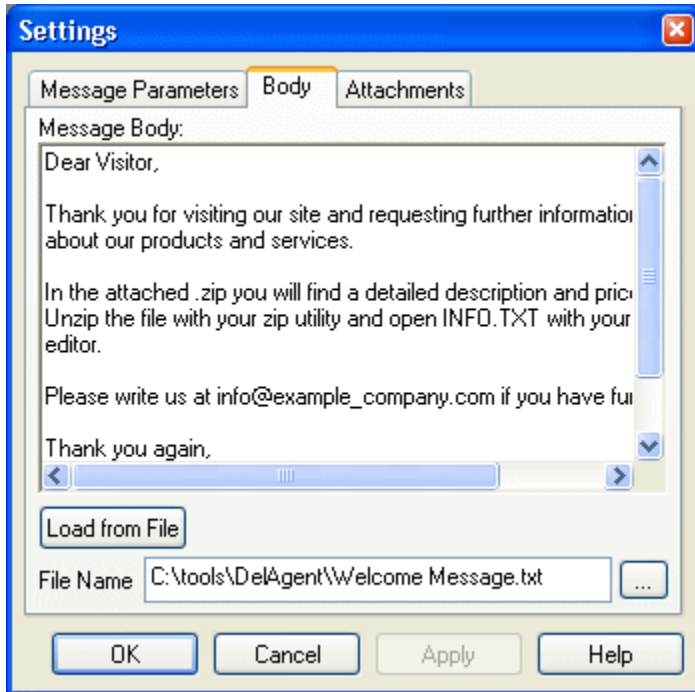 Settings
Message Parameters Body Attachments
Message Body:
Dear Visitor,
Thank you for visiting our site and requesting further
about our products and services.
In the attached .zip you will find a detailed description and
Unzip the file with your zip utility and open INFO.TXT with your
editor.
Please write us at info@example_company.com if you have
Thank you again,
Load from File
File Name C:\tools\DelAgent\Welcome Message.txt ...
OK Cancel Apply Help